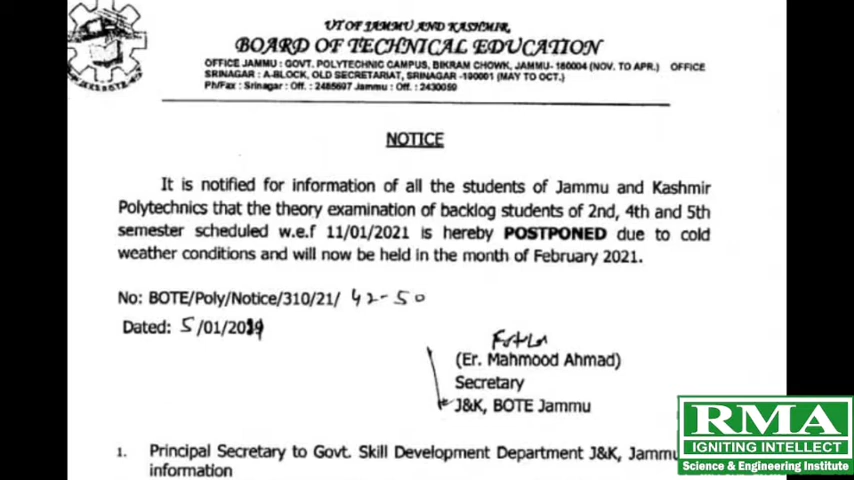 UT OF JAMMU AND KASHMIR,
BOARD OF TECHNICAL EDUCATION
OFFICE JAMMU : GOVT. POLYTECHNIC CAMPUS, BIKRAM CHOWK, JAMMU- 180004 (NOV. TO APR.) OFFICE
SRINAGAR : A-BLOCK, OLD SECRETARIAT, SRINAGAR -190001 (MAY TO OCT.)
Ph/Fax : Srinagar : Off. : 2485697 Jammu : Off. : 2430059
NOTICE
It is notified for information of all the students of Jammu and Kashmir
Polytechnics that the theory examination of backlog students of 2nd, 4th and 5th
semester scheduled w.e.f 11/01/2021 is hereby POSTPONED due to cold
weather conditions and will now be held in the month of February 2021.
No: BOTE/Poly/Notice/310/21/ 42-50
Dated: 5/01/20
(Er. Mahmood Ahmad)
Secretary
J&K, BOTE Jammu
1. Principal Secretary to Govt. Skill Development Department J&K, Jammu
information
RMA
IGNITING INTELLECT
Science & Engineering Institute